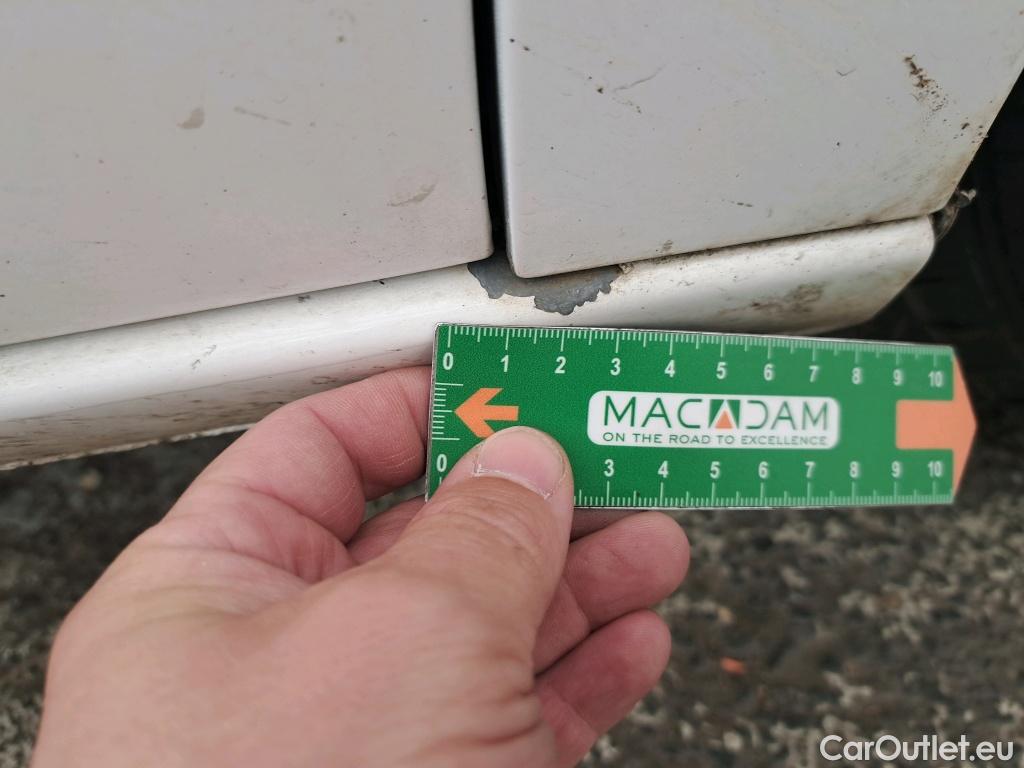 0 1 2 3 4 5 6 7 8 9 10
MACADAM
ON THE ROAD TO EXCELLENCE
0 3 4 5 6 7 8 9 10
CarOutlet.eu